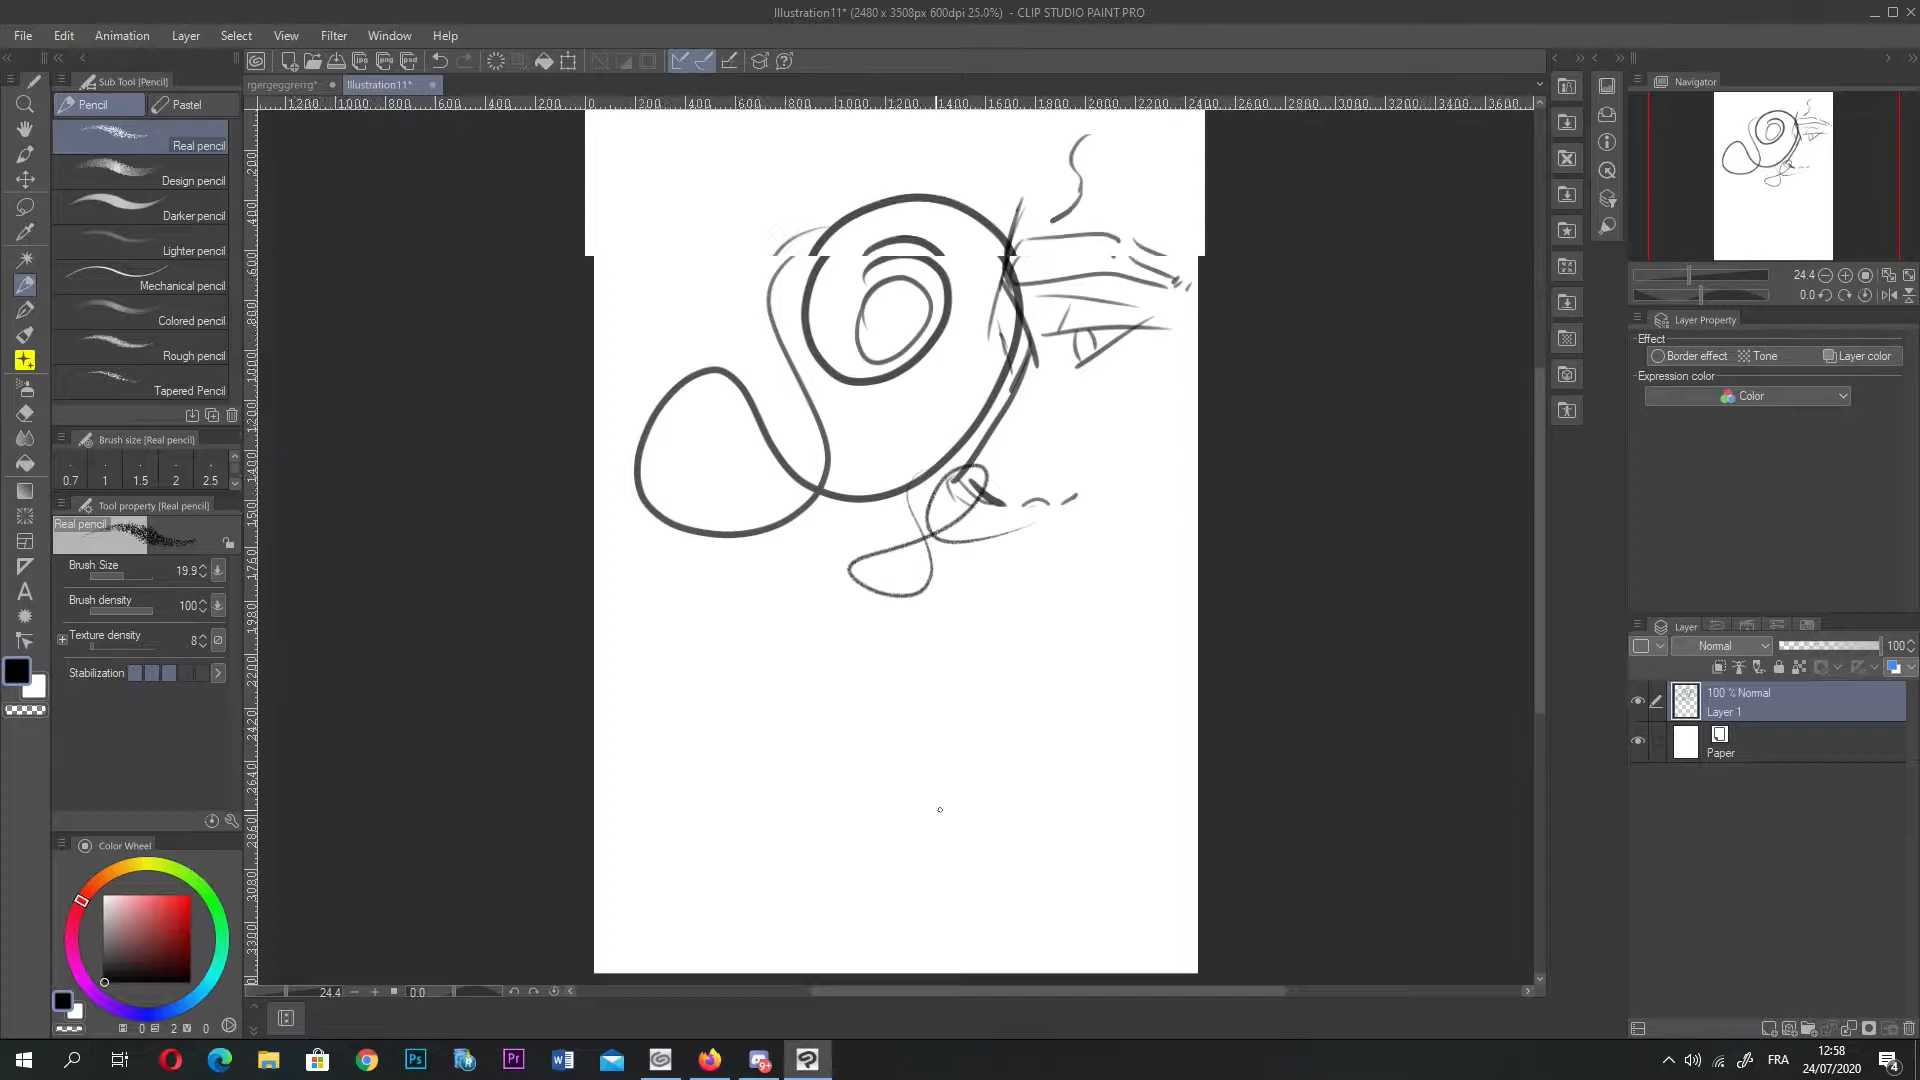 Illustration11* (2480 x 3508px 600dpi 25.0%) - CLIP STUDIO PAINT PRO
File Edit Animation Layer Select View Filter Window Help
Sub Tool [Pencil]
rgergeggrerrg* Illustration11*
Navigator
Pencil Pastel
Real pencil
Design pencil
Darker pencil
Lighter pencil
Mechanical pencil
Colored pencil
Rough pencil
Tapered Pencil
24.4
0.0
Layer Property
Effect
Border effect Tone Layer color
Expression color
Color
Brush size [Real pencil]
0.7 1 1.5 2 2.5
Tool property [Real pencil]
Real pencil
Brush Size 19.9
Brush density 100
Texture density 8
Stabilization
Layer
Normal 100
100 % Normal
Layer 1
Paper
Color Wheel
24.4 0.0
0 2 0
FRA
12:58
24/07/2020